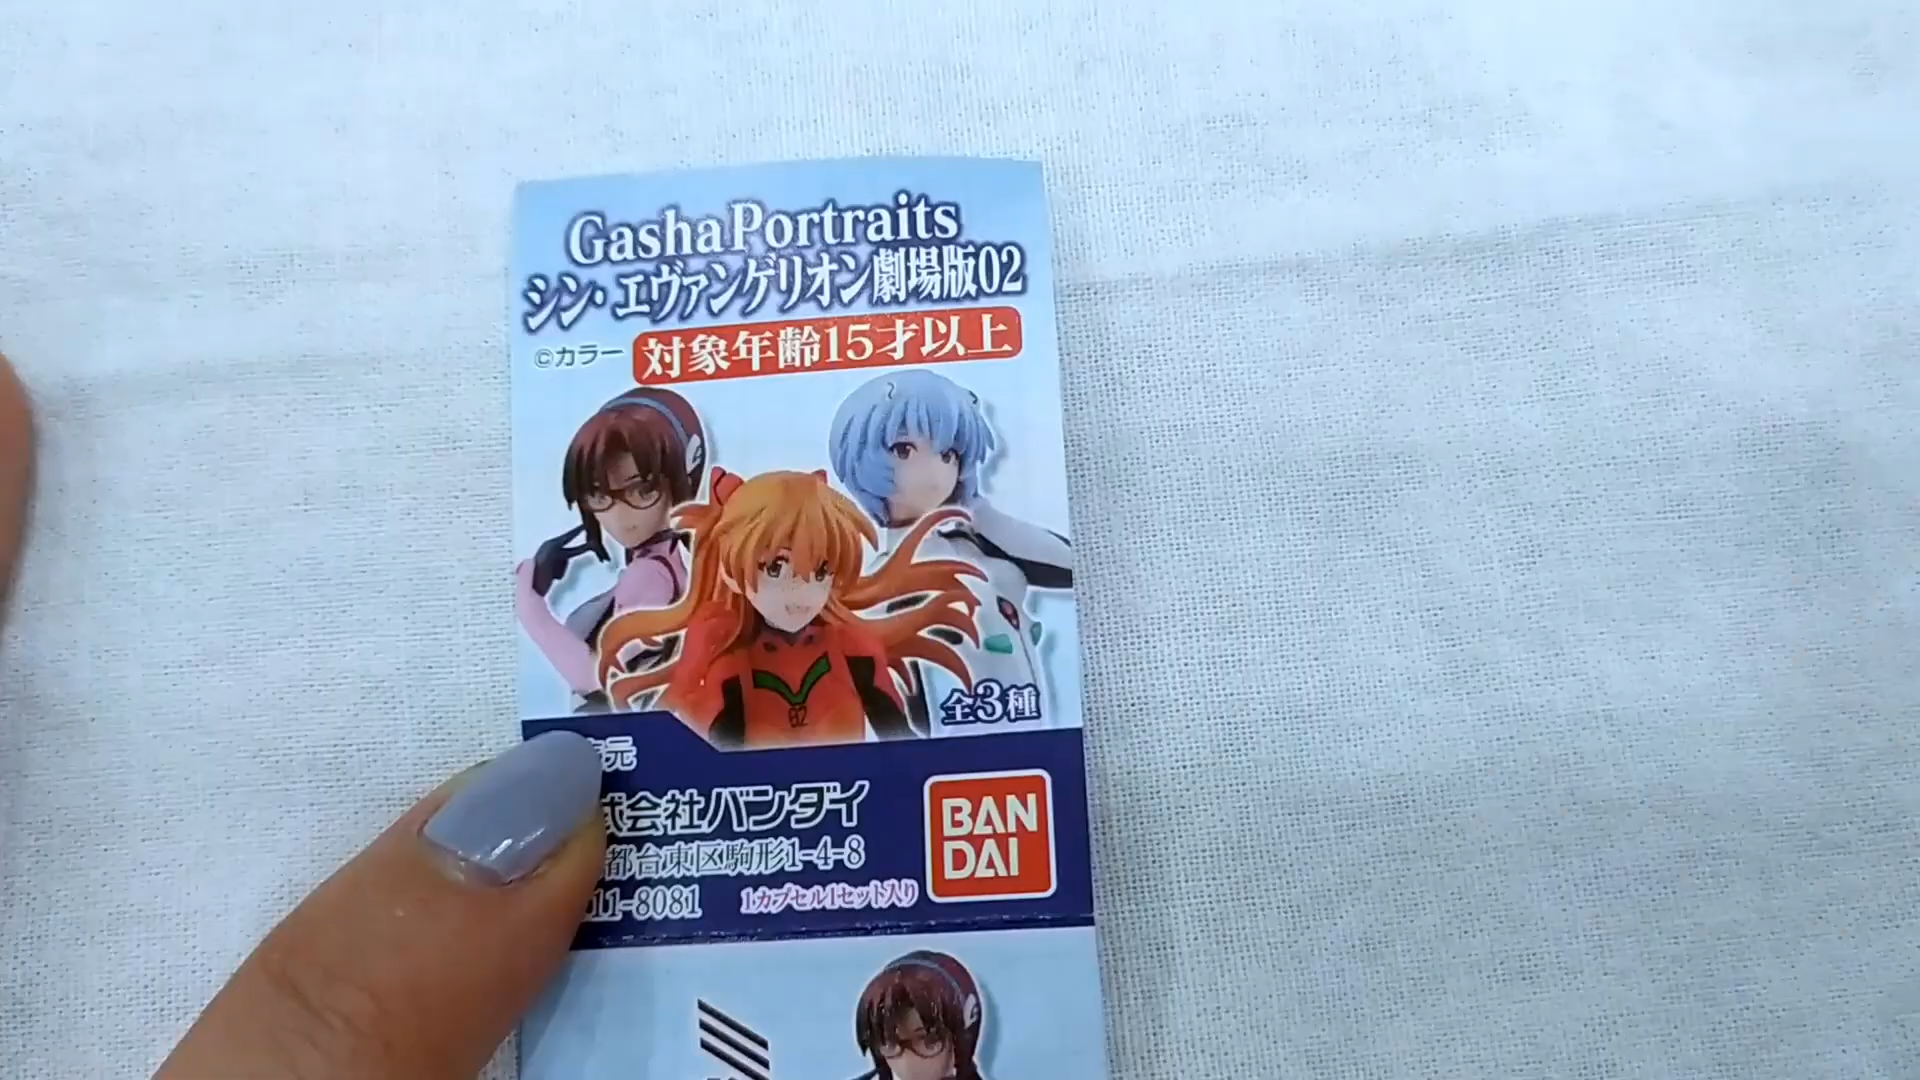 GashaPortraits
シン・エヴァンゲリオン劇場版02
©カラー 対象年齢15才以上
02
全3種
元
式会社バンダイ
都台東区駒形1-4-8
11-8081 1カプセル1セット入り
BAN
DAI